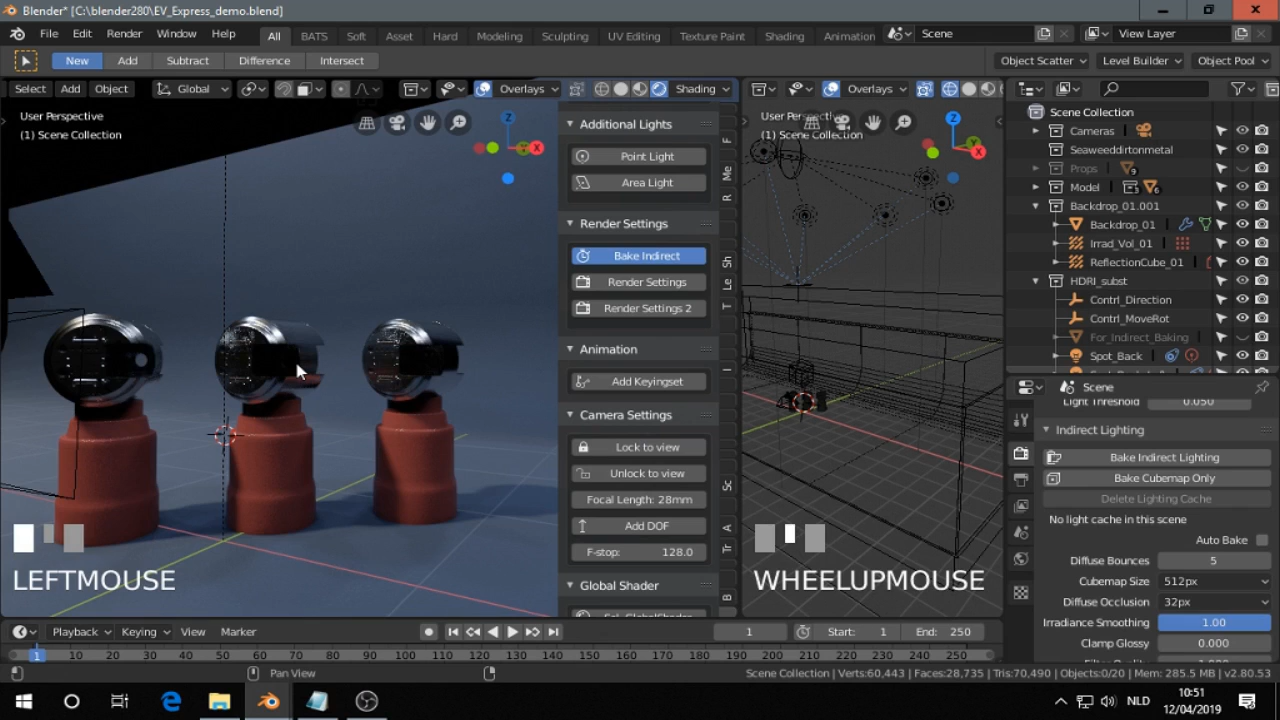 Blender* [C:\blender280\EV_Express_demo.blend]
File Edit Render Window Help All BATS Soft Asset Hard Modeling Sculpting UV Editing Texture Paint Shading Animation Scene View Layer
New Add Subtract Difference Intersect Object Scatter Level Builder Object Pool
Select Add Object Global Overlays Shading Overlays
User Perspective
(1) Scene Collection
Z
Y
X
Additional Lights
Point Light
Area Light
Render Settings
Bake Indirect
Render Settings
Render Settings 2
Animation
Add Keyingset
Camera Settings
Lock to view
Unlock to view
Focal Length: 28mm
Add DOF
F-stop: 128.0
Global Shader
F
Me
R
Sh
Le
T
I
Sc
A
Tr
B
(1) Scene Collection
Z
Y
X
LEFTMOUSE
WHEELUPMOUSE
Scene Collection
Cameras
Seaweeddirtonmetal
Props 9
Model 6
Backdrop_01.001
Backdrop_01
Irrad_Vol_01
ReflectionCube_01
HDRI_subst
Contrl_Direction
Contrl_MoveRot
For_Indirect_Baking
Spot_Back
Scene
Light Threshold 0.050
Indirect Lighting
Bake Indirect Lighting
Bake Cubemap Only
Delete Lighting Cache
No light cache in this scene
Auto Bake
Diffuse Bounces 5
Cubemap Size 512px
Diffuse Occlusion 32px
Irradiance Smoothing 1.00
Clamp Glossy 0.000
Playback Keying View Marker 1 Start: 1 End: 250
1 10 20 30 40 50 60 70 80 90 100 110 120 130 140 150 160 170 180 190 200 210 220 230 240 250
Pan View
Scene Collection | Verts:60,443 | Faces:28,735 | Tris:70,490 | Objects:0/20 | Mem: 285.5 MB | v2.80.53
NLD
10:51
12/04/2019